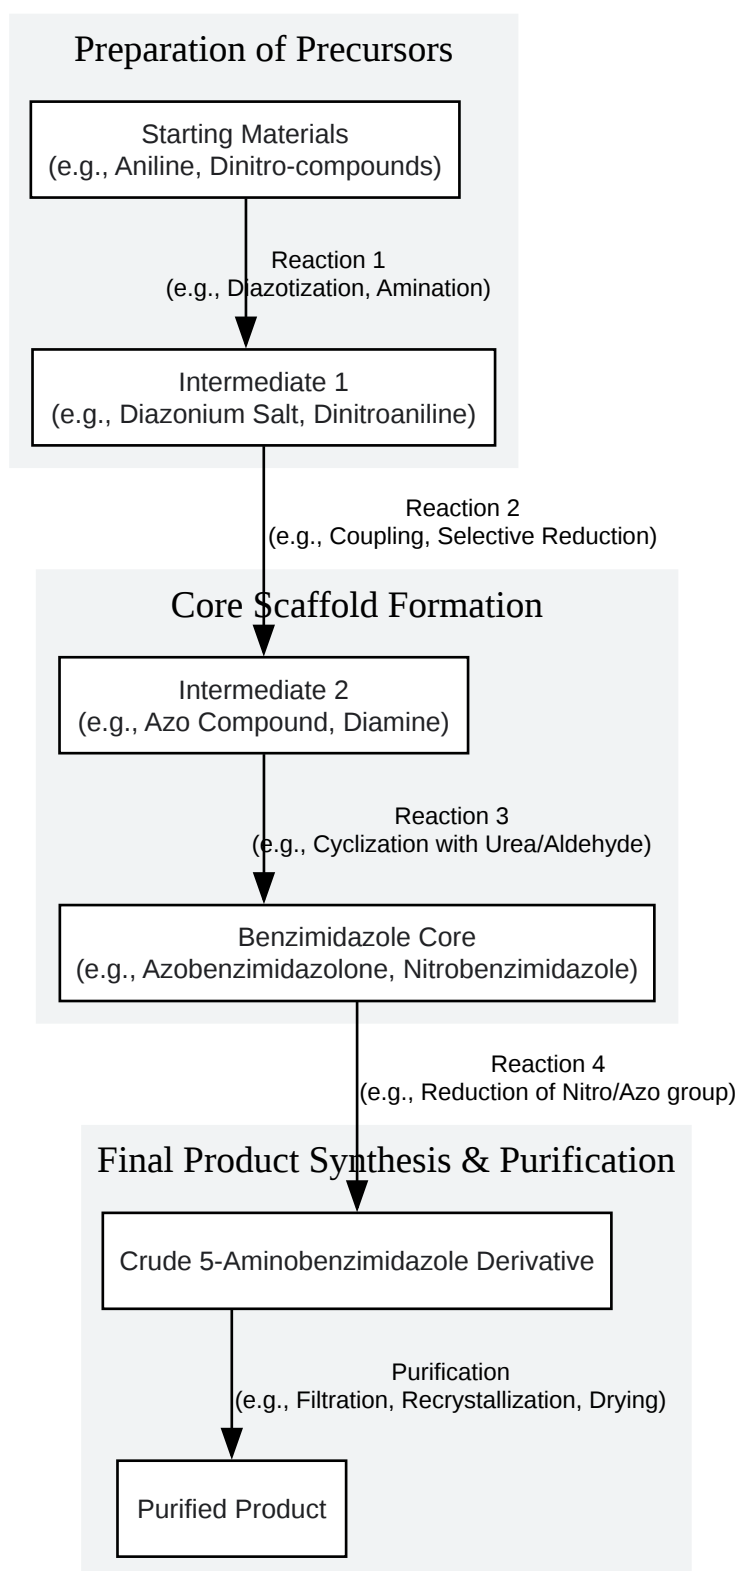 Preparation of Precursors
Starting Materials
(e.g., Aniline, Dinitro-compounds)
Reaction 1
(e.g., Diazotization, Amination)
Intermediate 1
(e.g., Diazonium Salt, Dinitroaniline)
Reaction 2
(e.g., Coupling, Selective Reduction)
Core Scaffold Formation
Intermediate 2
(e.g., Azo Compound, Diamine)
Reaction 3
(e.g., Cyclization with Urea/Aldehyde)
Benzimidazole Core
(e.g., Azobenzimidazolone, Nitrobenzimidazole)
Reaction 4
(e.g., Reduction of Nitro/Azo group)
Final Product Synthesis & Purification
Crude 5-Aminobenzimidazole Derivative
Purification
(e.g., Filtration, Recrystallization, Drying)
Purified Product